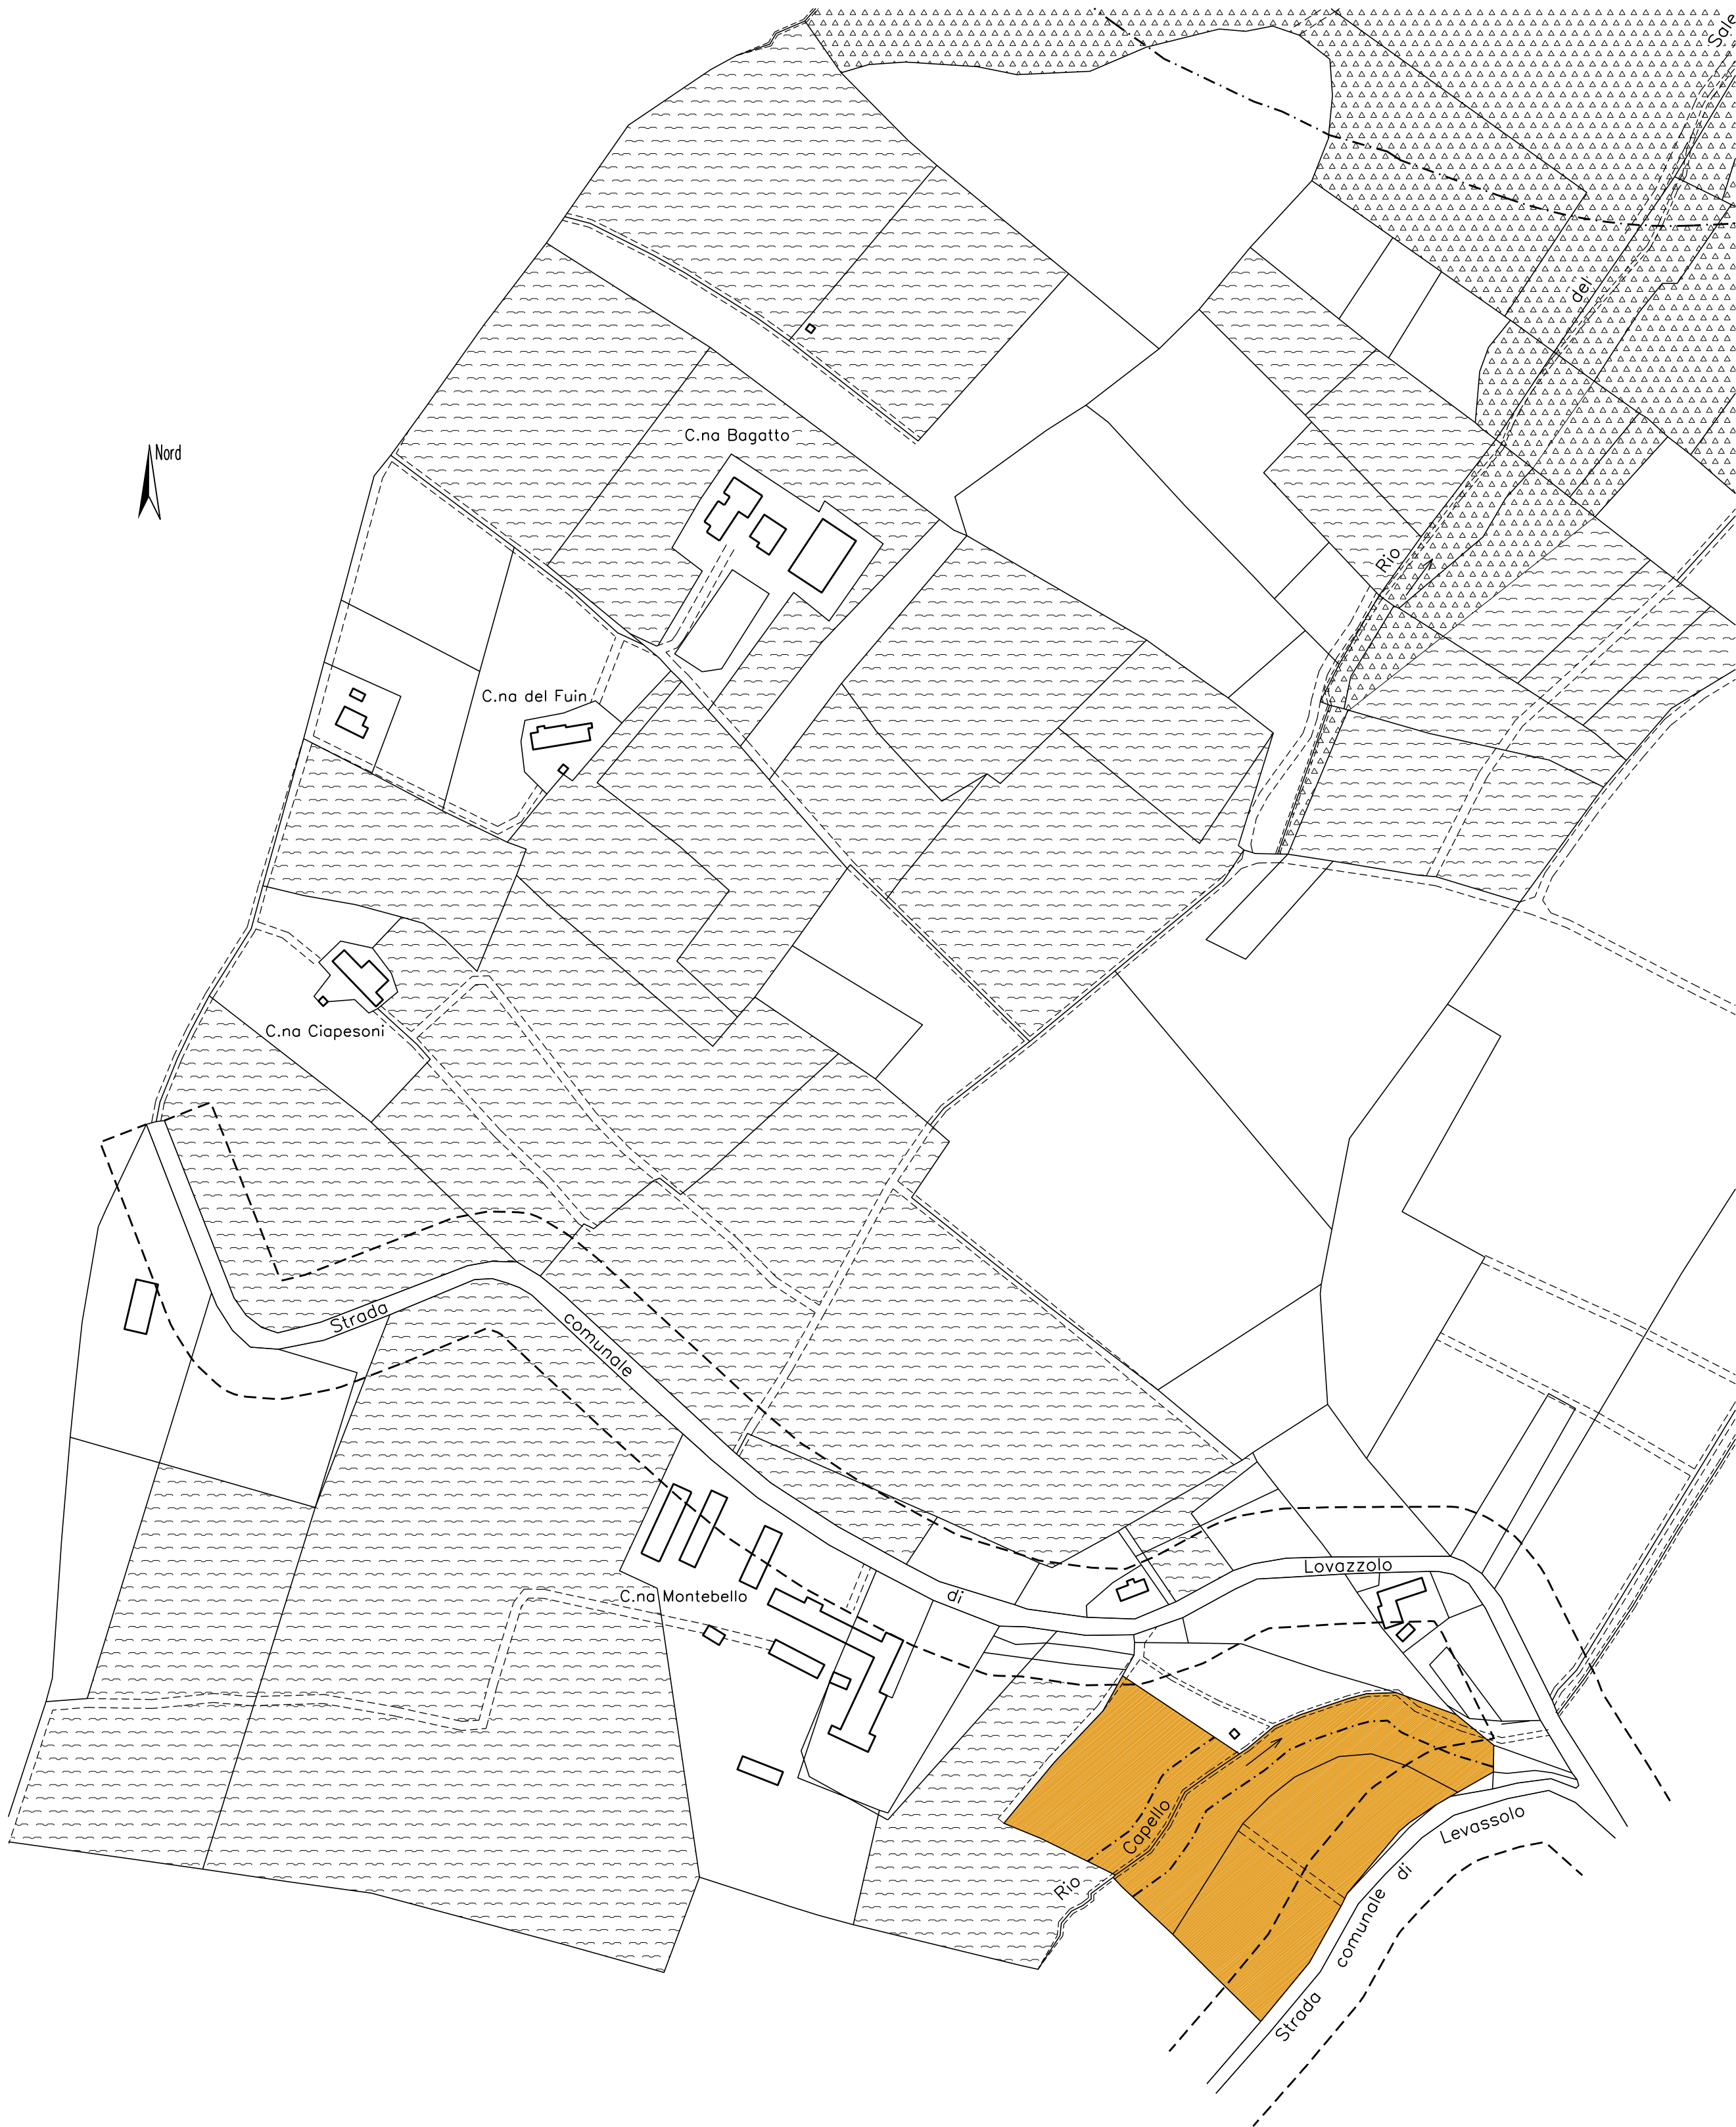 Sale
del
Rio
Nord
C.na Bagatto
C.na del Fuin
C.na Ciapesoni
Strada comunale di Lovazzolo
C.na Montebello
Rio Capello
Strada comunale di Levassolo